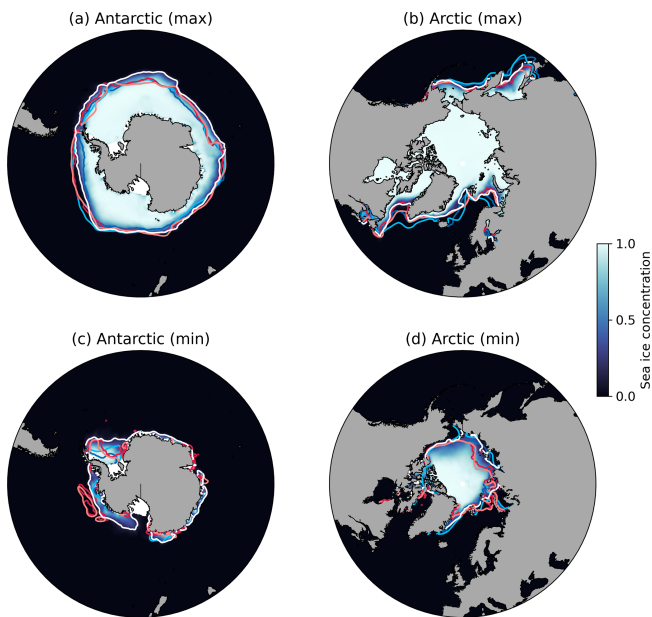 (a) Antarctic (max)
(b) Arctic (max)
1.0
0.5
0.0
Sea ice concentration
(c) Antarctic (min)
(d) Arctic (min)